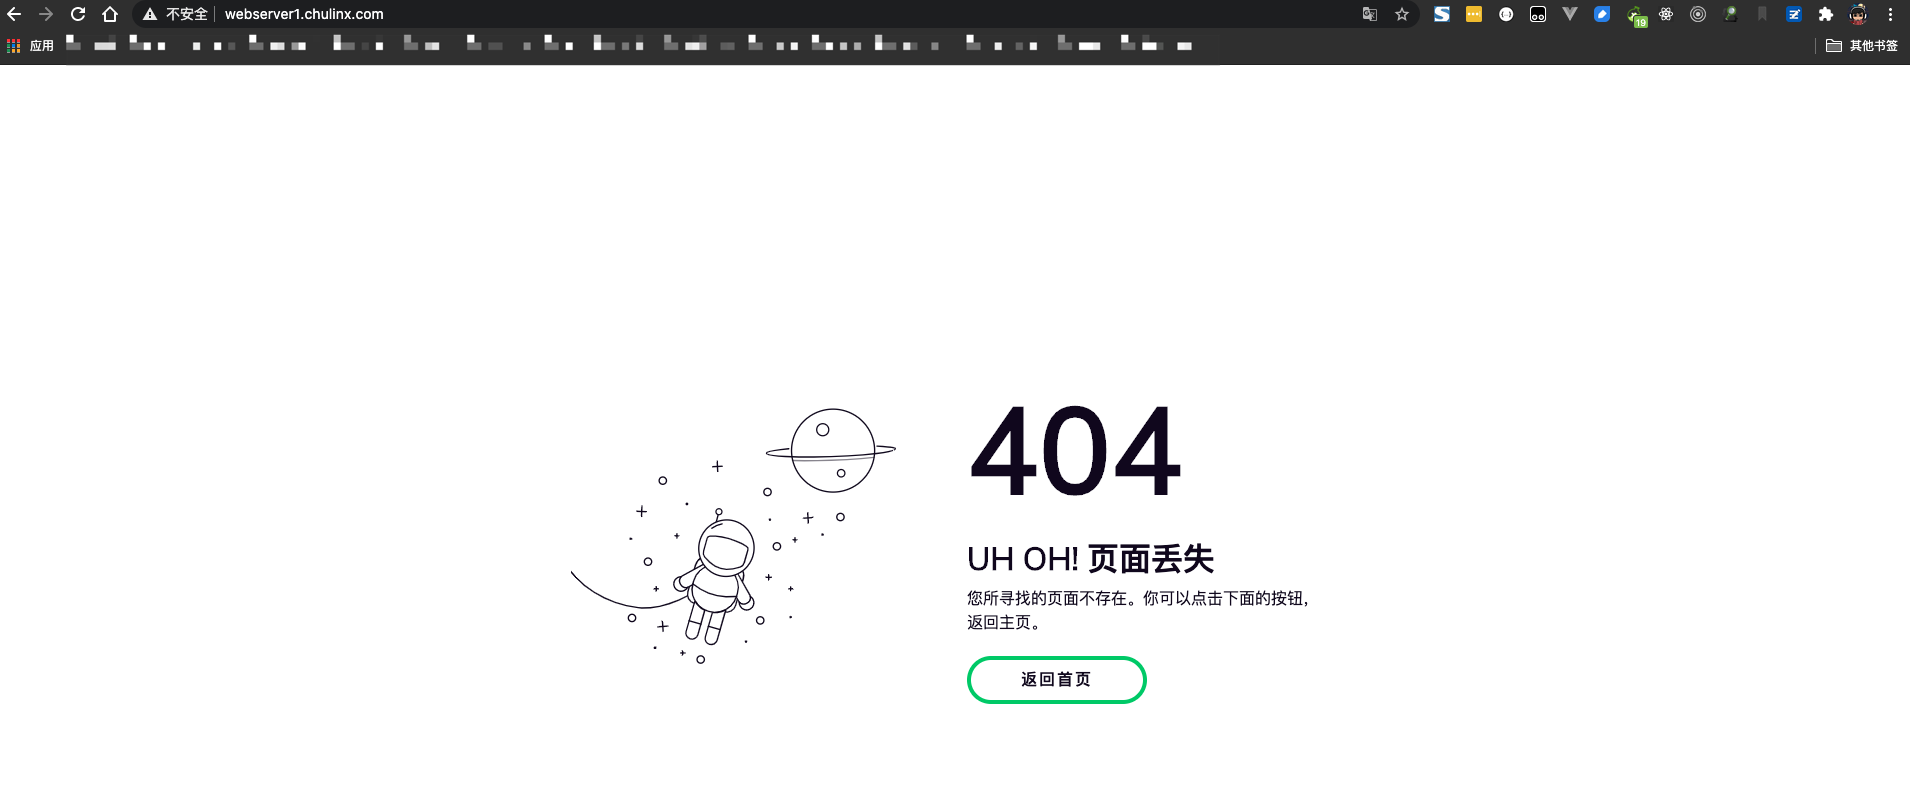 不安全 webserver1.chulinx.com
19
应用
其他书签
404
UH OH! 页面丢失
您所寻找的页面不存在。你可以点击下面的按钮，
返回主页。
返回首页